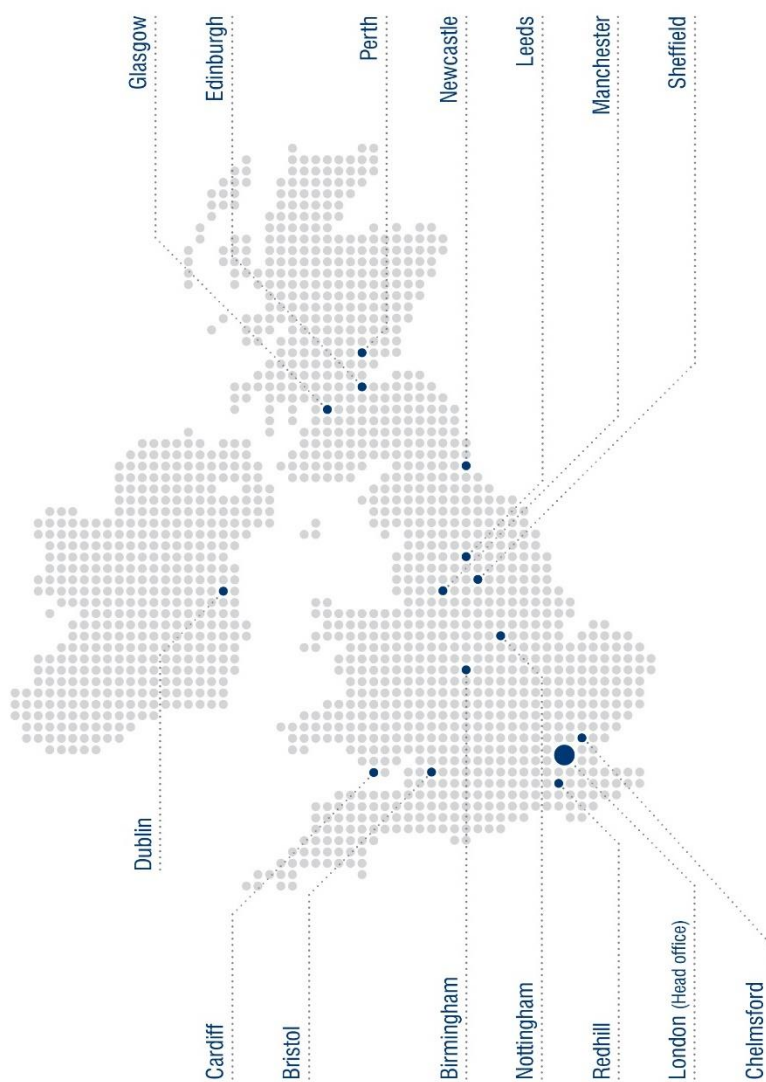 Glasgow
Edinburgh
Perth
Newcastle
Leeds
Manchester
Sheffield
Dublin
Cardiff
Bristol
Birmingham
Nottingham
Redhill
London (Head office)
Chelmsford